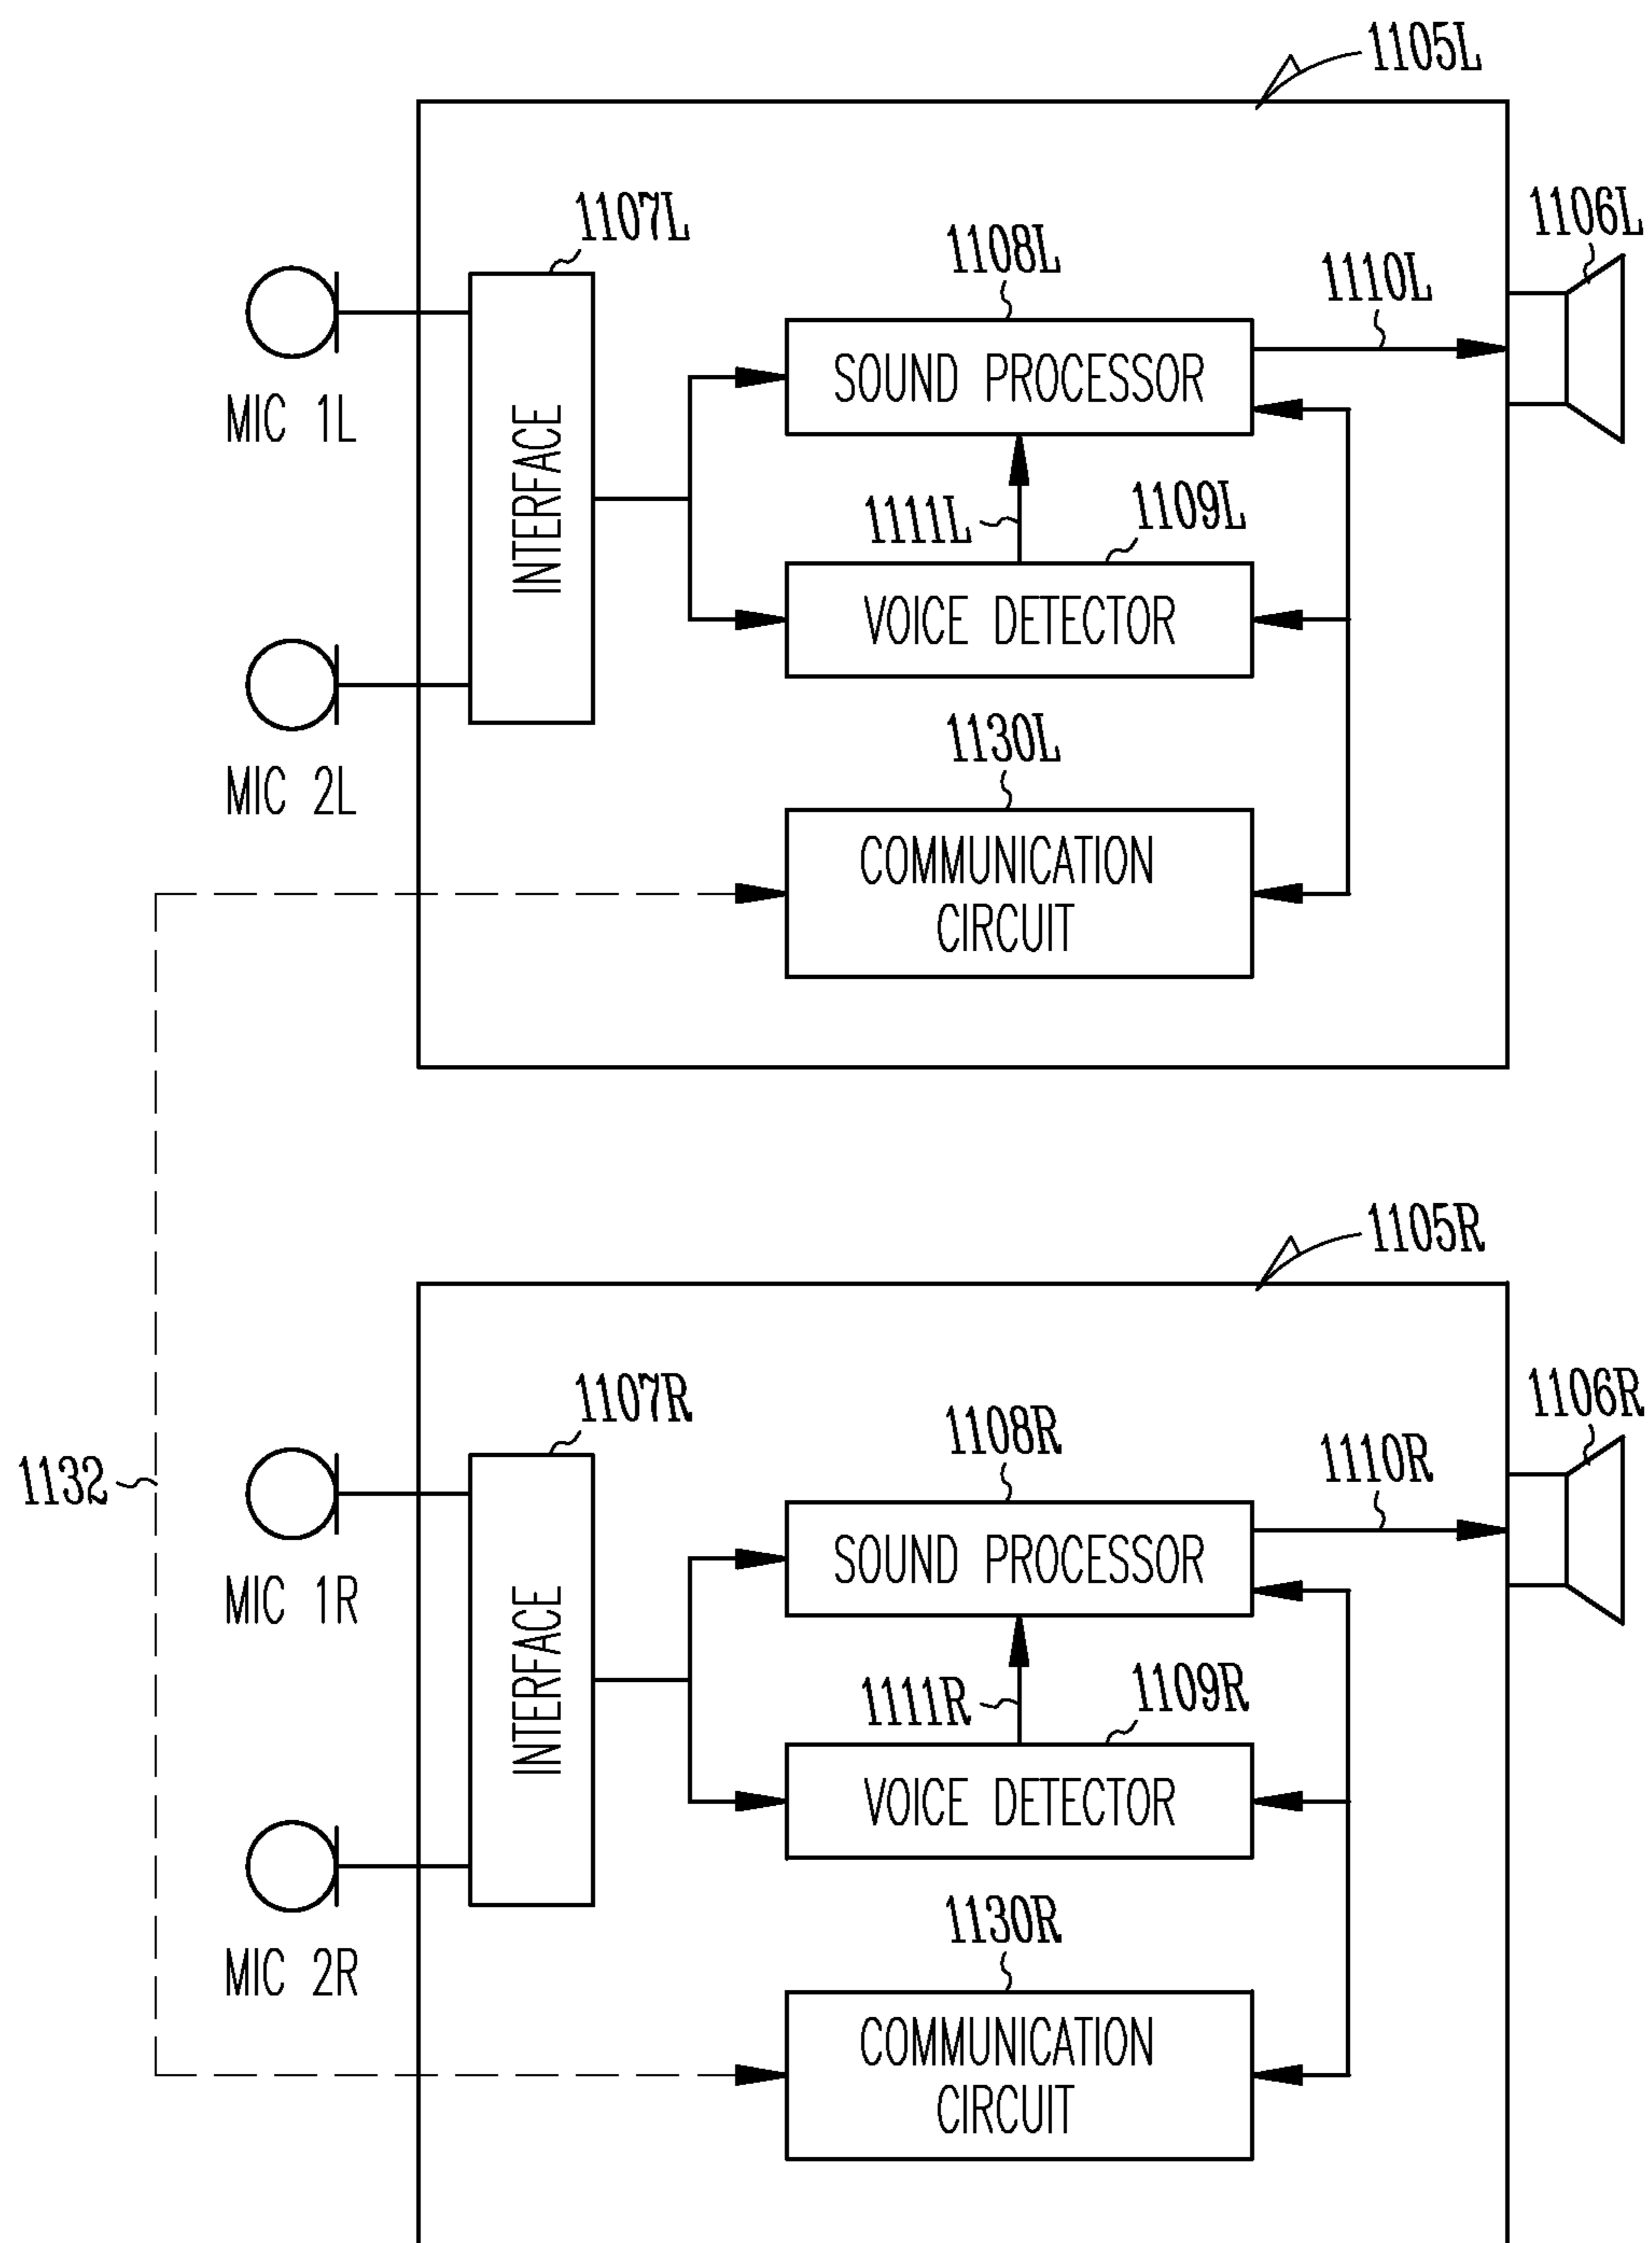 1105L
1107L
1106L
1108L
1110L
MIC 1L
INTERFACE
SOUND PROCESSOR
1111L
1109L
VOICE DETECTOR
MIC 2L
1130L
COMMUNICATION
CIRCUIT
1105R
1107R
1106R
1108R
1110R
1132
MIC 1R
INTERFACE
SOUND PROCESSOR
1111R
1109R
VOICE DETECTOR
MIC 2R
1130R
COMMUNICATION
CIRCUIT